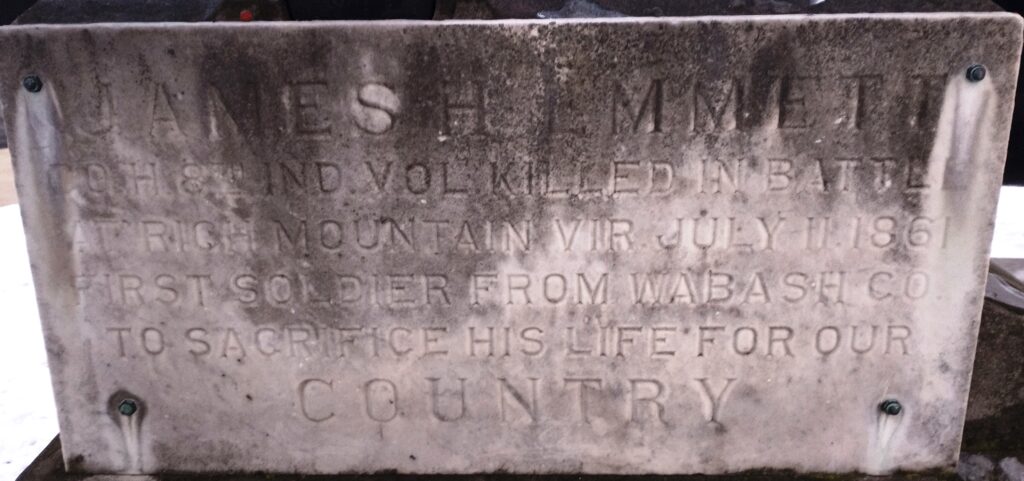 JAMES H EMMETT
CO. H 8TH IND. VOL KILLED IN BATTLE
AT RICH MOUNTAIN VIR. JULY 11. 1861
FIRST SOLDIER FROM WABASH CO.
TO SACRIFICE HIS LIFE FOR OUR
COUNTRY